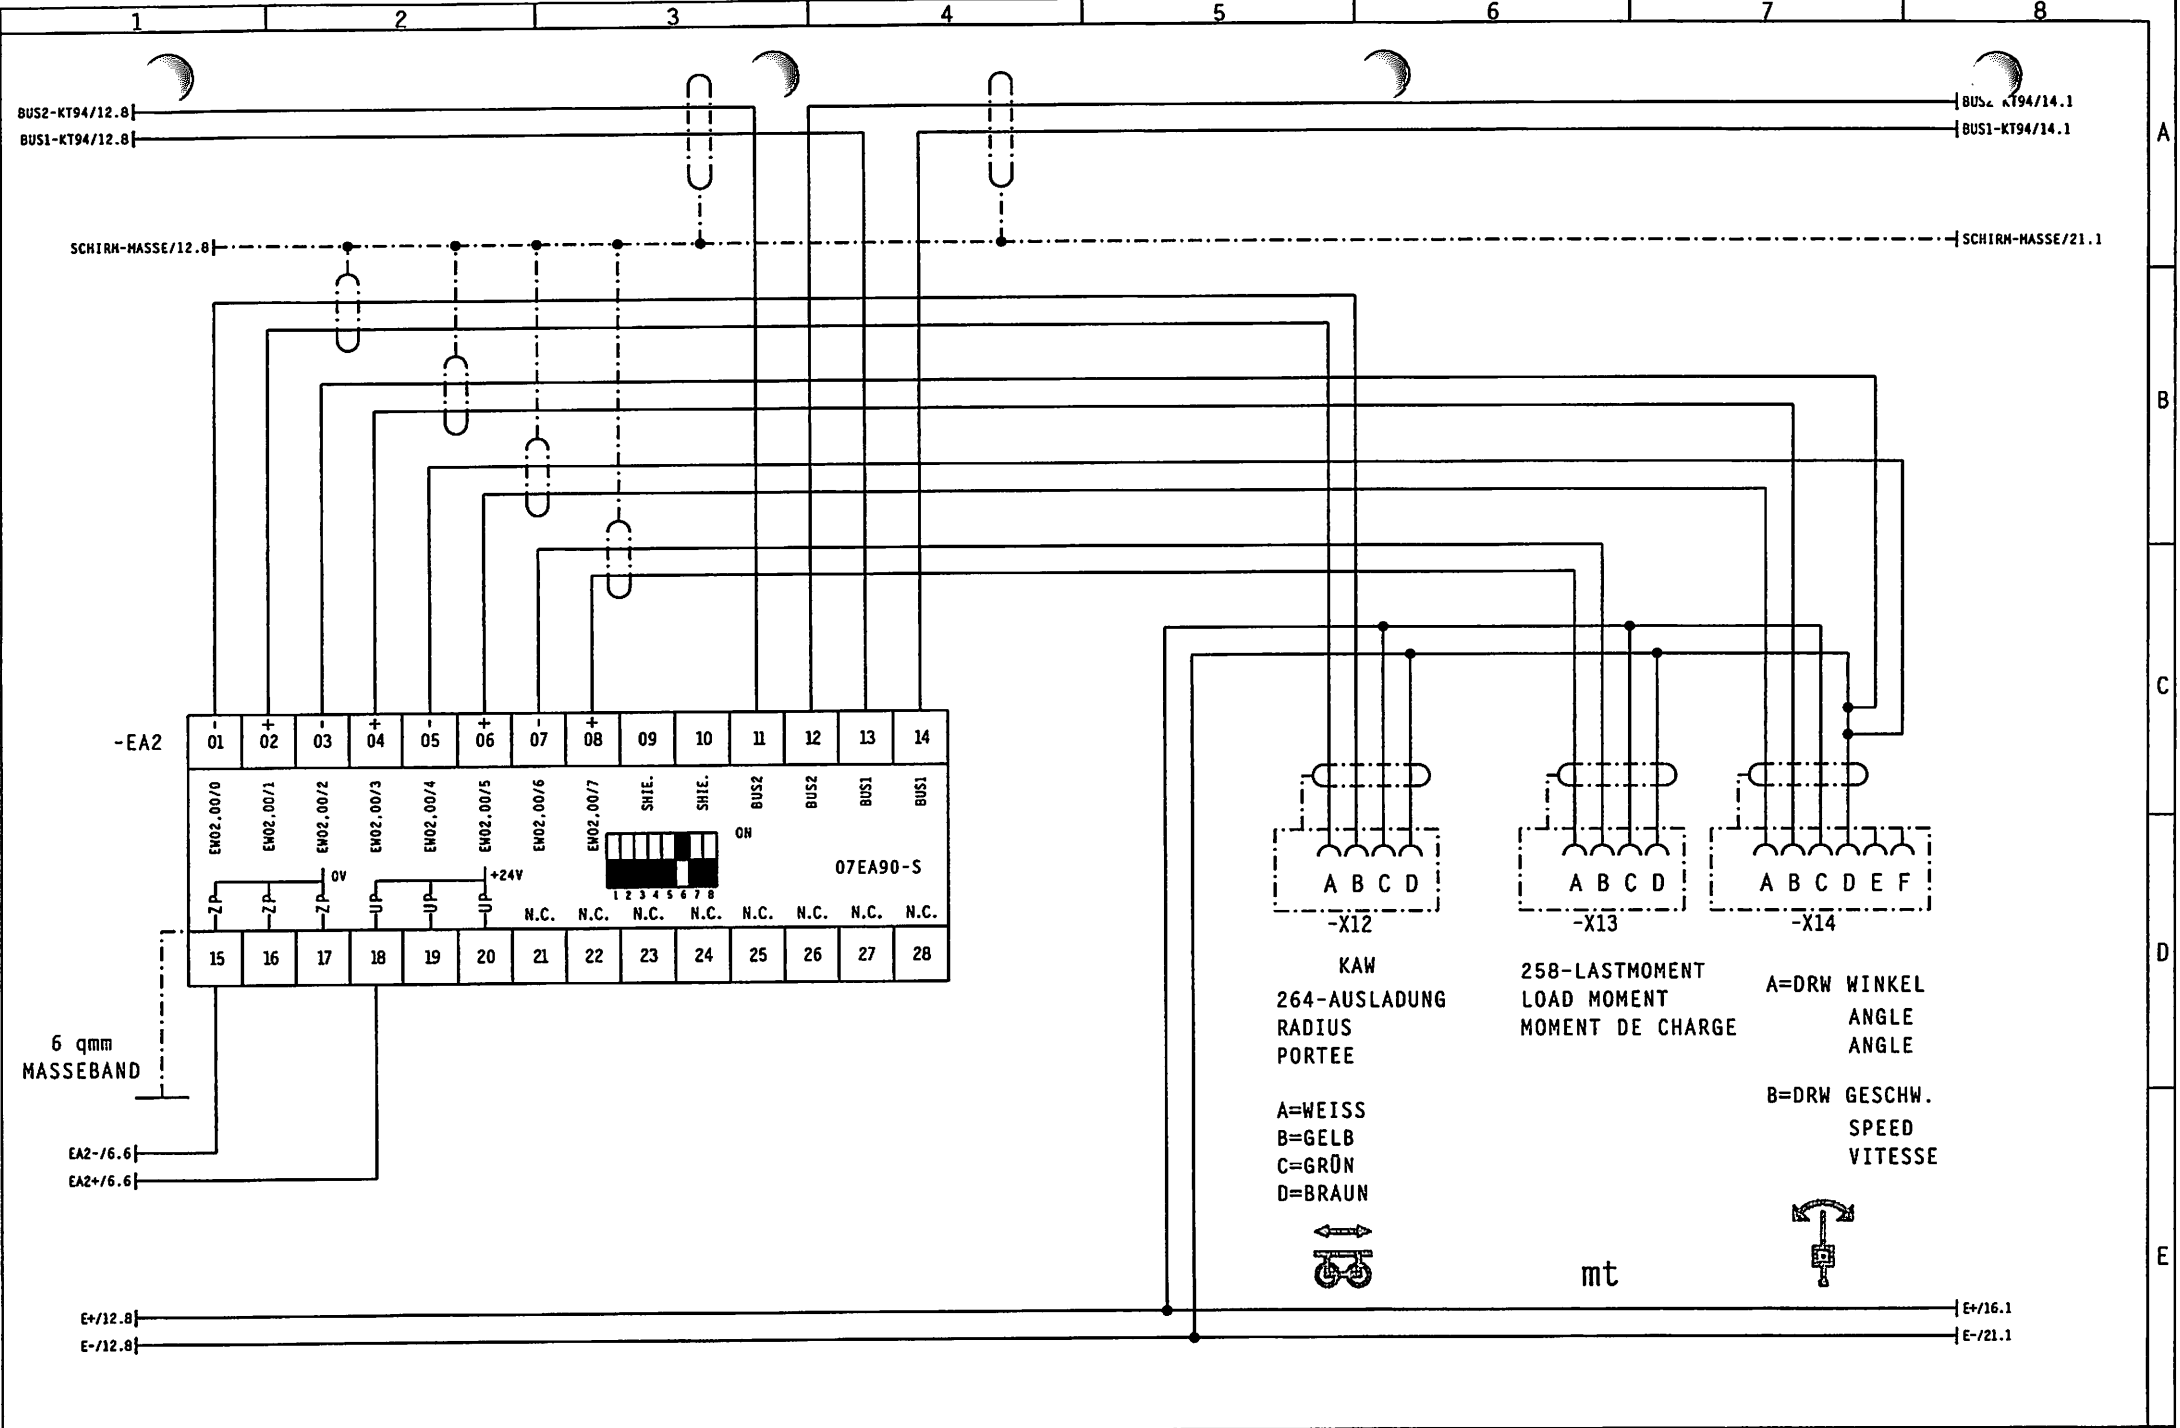 1 2 3 4 5 6 7 8
BUS2-KT94/12.8
BUS1-KT94/12.8
BUS2 KT94/14.1
BUS1-KT94/14.1
A
SCHIRM-MASSE/12.8
SCHIRM-MASSE/21.1
B
C
-EA2
- + - + - + - +
01 02 03 04 05 06 07 08 09 10 11 12 13 14
EW02,00/0 EW02,00/1 EW02,00/2 EW02,00/3 EW02,00/4 EW02,00/5 EW02,00/6 EW02,00/7 SHIE. SHIE. BUS2 BUS2 BUS1 BUS1
ON
07EA90-S
0V +24V
1 2 3 4 5 6 7 8
ZP ZP ZP UP UP UP N.C. N.C. N.C. N.C. N.C. N.C. N.C. N.C.
15 16 17 18 19 20 21 22 23 24 25 26 27 28
A B C D
-X12
A B C D
-X13
A B C D E F
-X14
D
KAW
264-AUSLADUNG
RADIUS
PORTEE
258-LASTMOMENT
LOAD MOMENT
MOMENT DE CHARGE
A=DRW WINKEL
ANGLE
ANGLE
6 qmm
MASSEBAND
A=WEISS
B=GELB
C=GRÜN
D=BRAUN
B=DRW GESCHW.
SPEED
VITESSE
EA2-/6.6
EA2+/6.6
mt
E
E+/12.8
E-/12.8
E+/16.1
E-/21.1